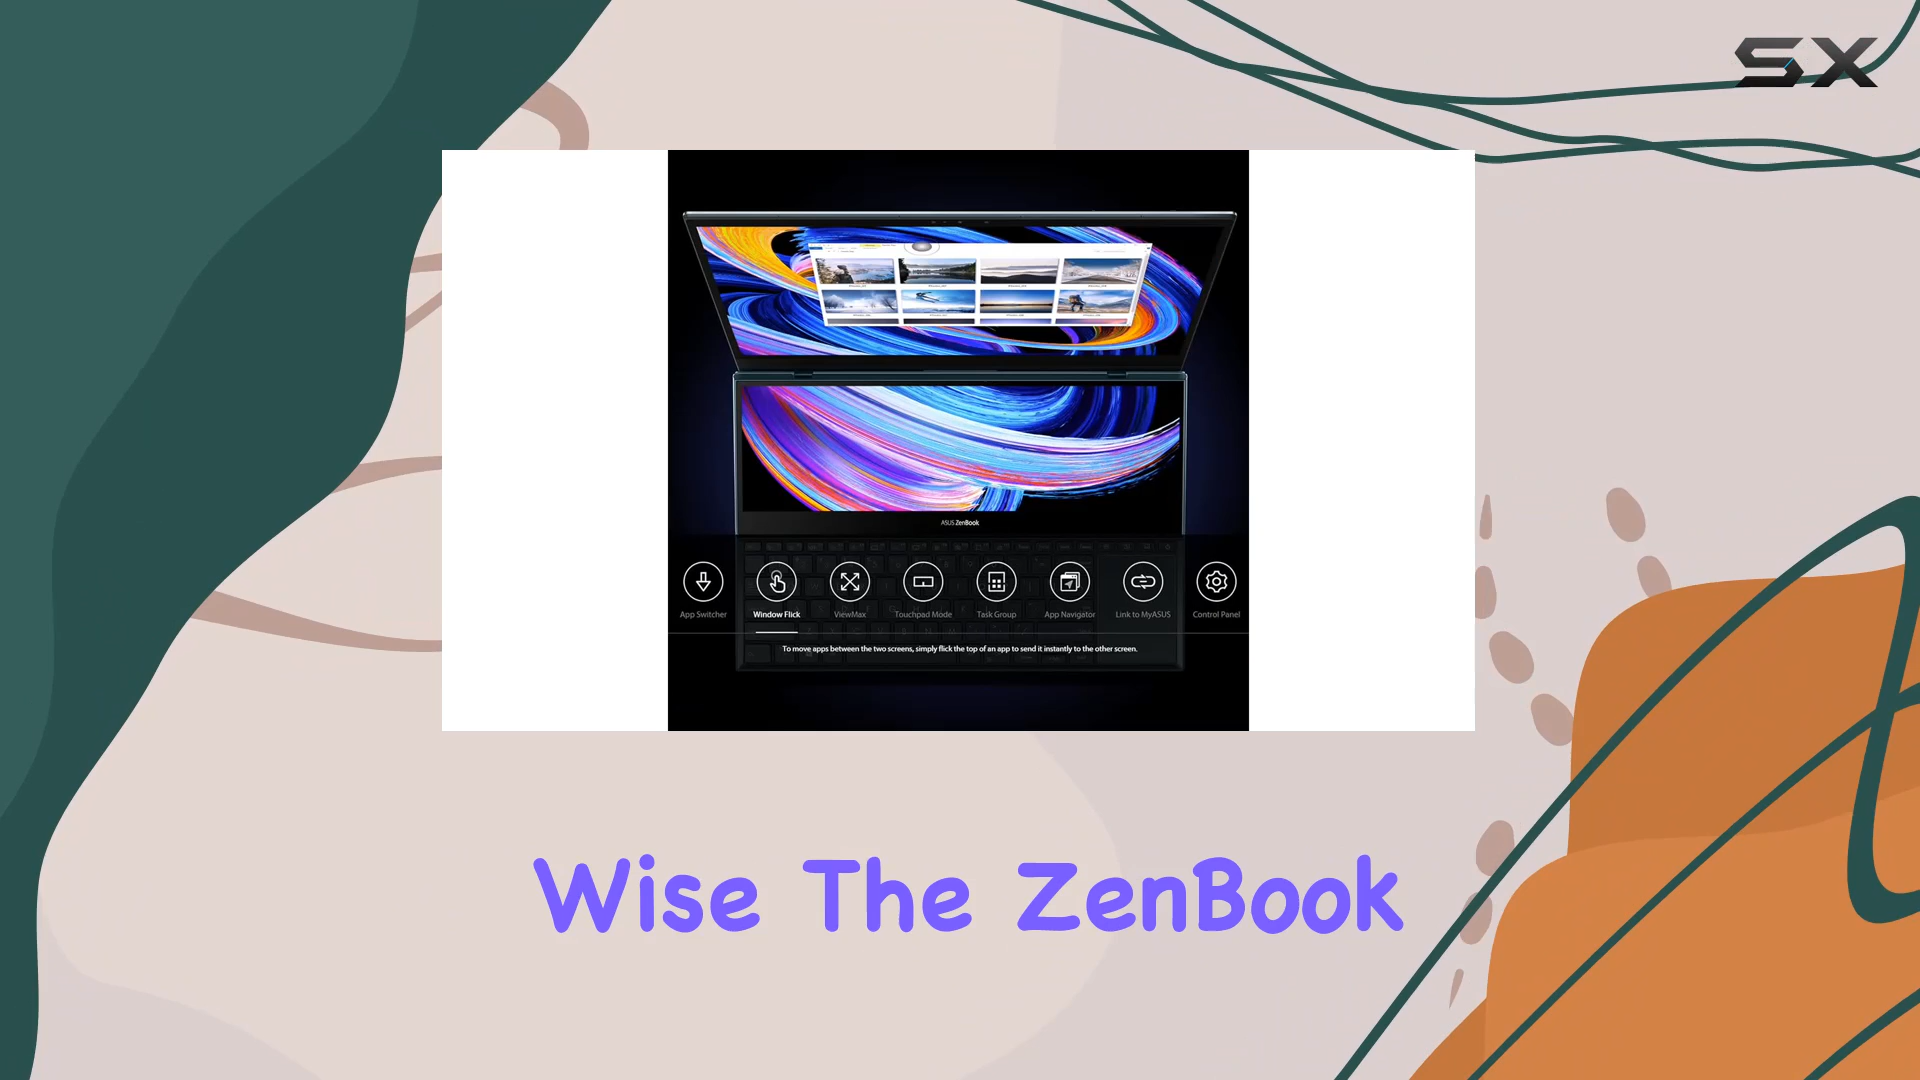 SX
ASUS ZenBook
App Switcher
Window Flick
ViewMax
Touchpad Mode
Task Group
App Navigator
Link to MyASUS
Control Panel
To move apps between the two screens, simply flick the top of an app to send it instantly to the other screen.
Wise The ZenBook